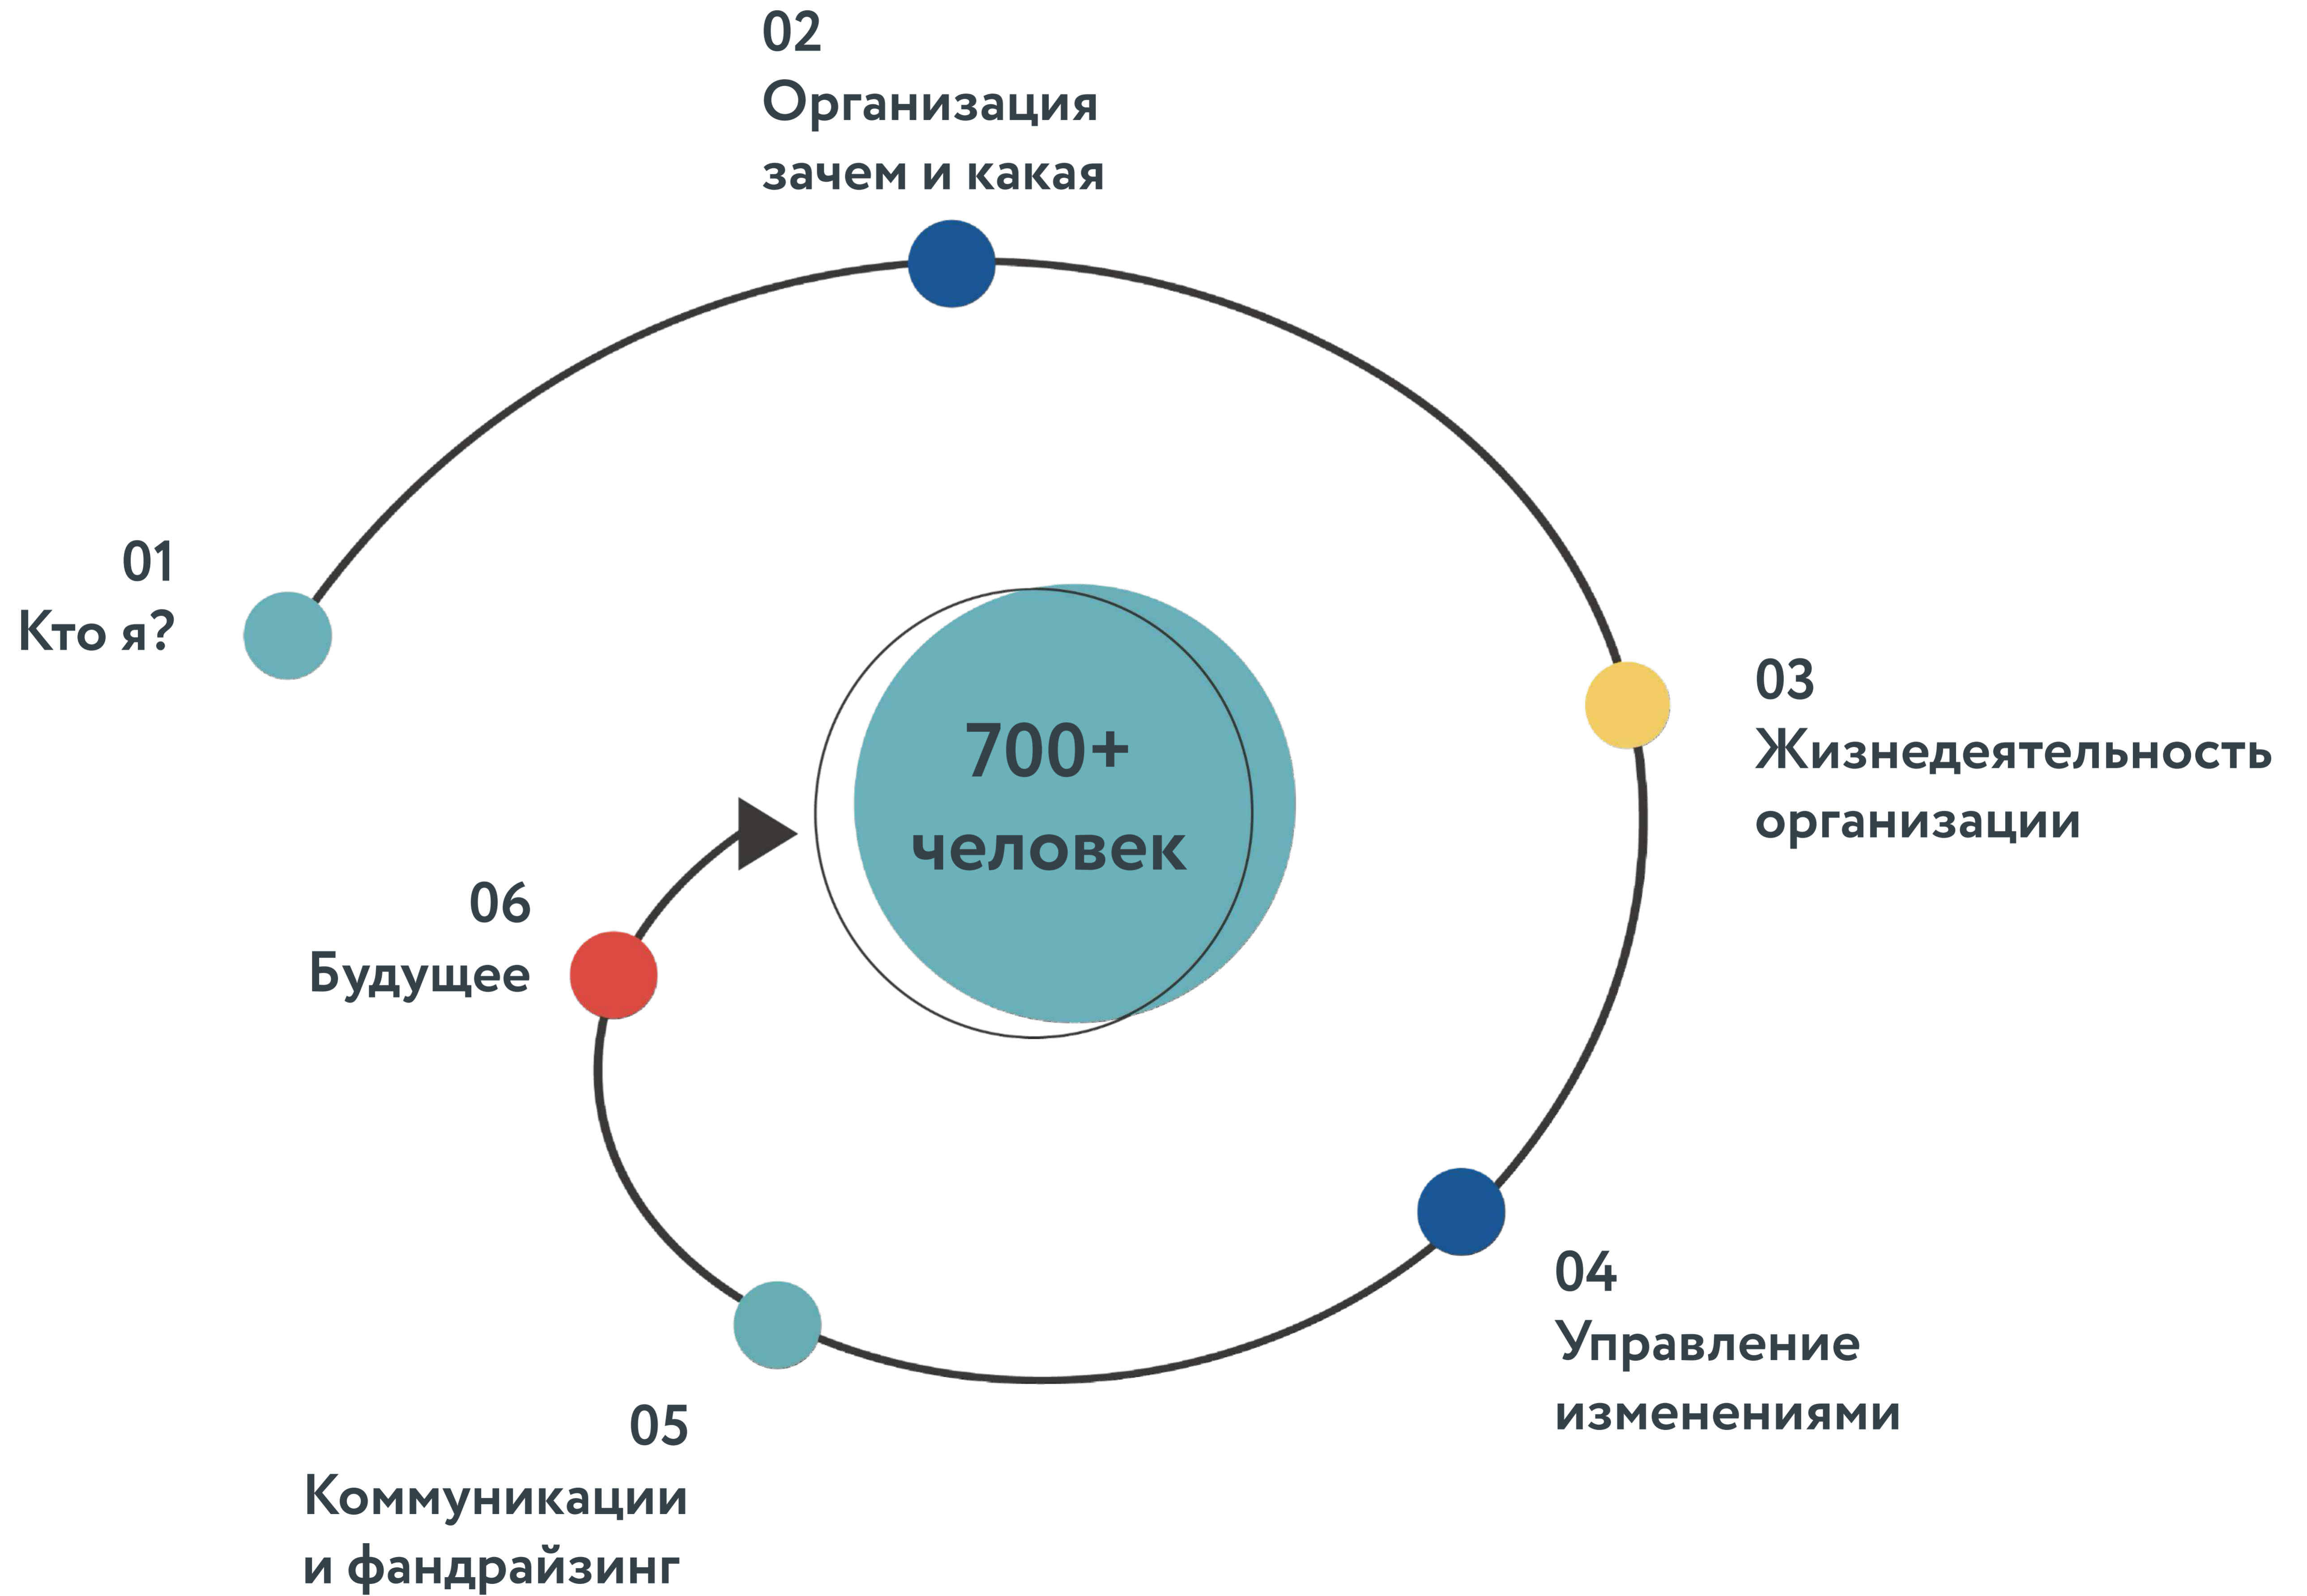 01
Кто я?
02
Организация
зачем и какая
03
Жизнедеятельность
организации
04
Управление
изменениями
05
Коммуникации
и фандрайзинг
06
Будущее
700+
человек